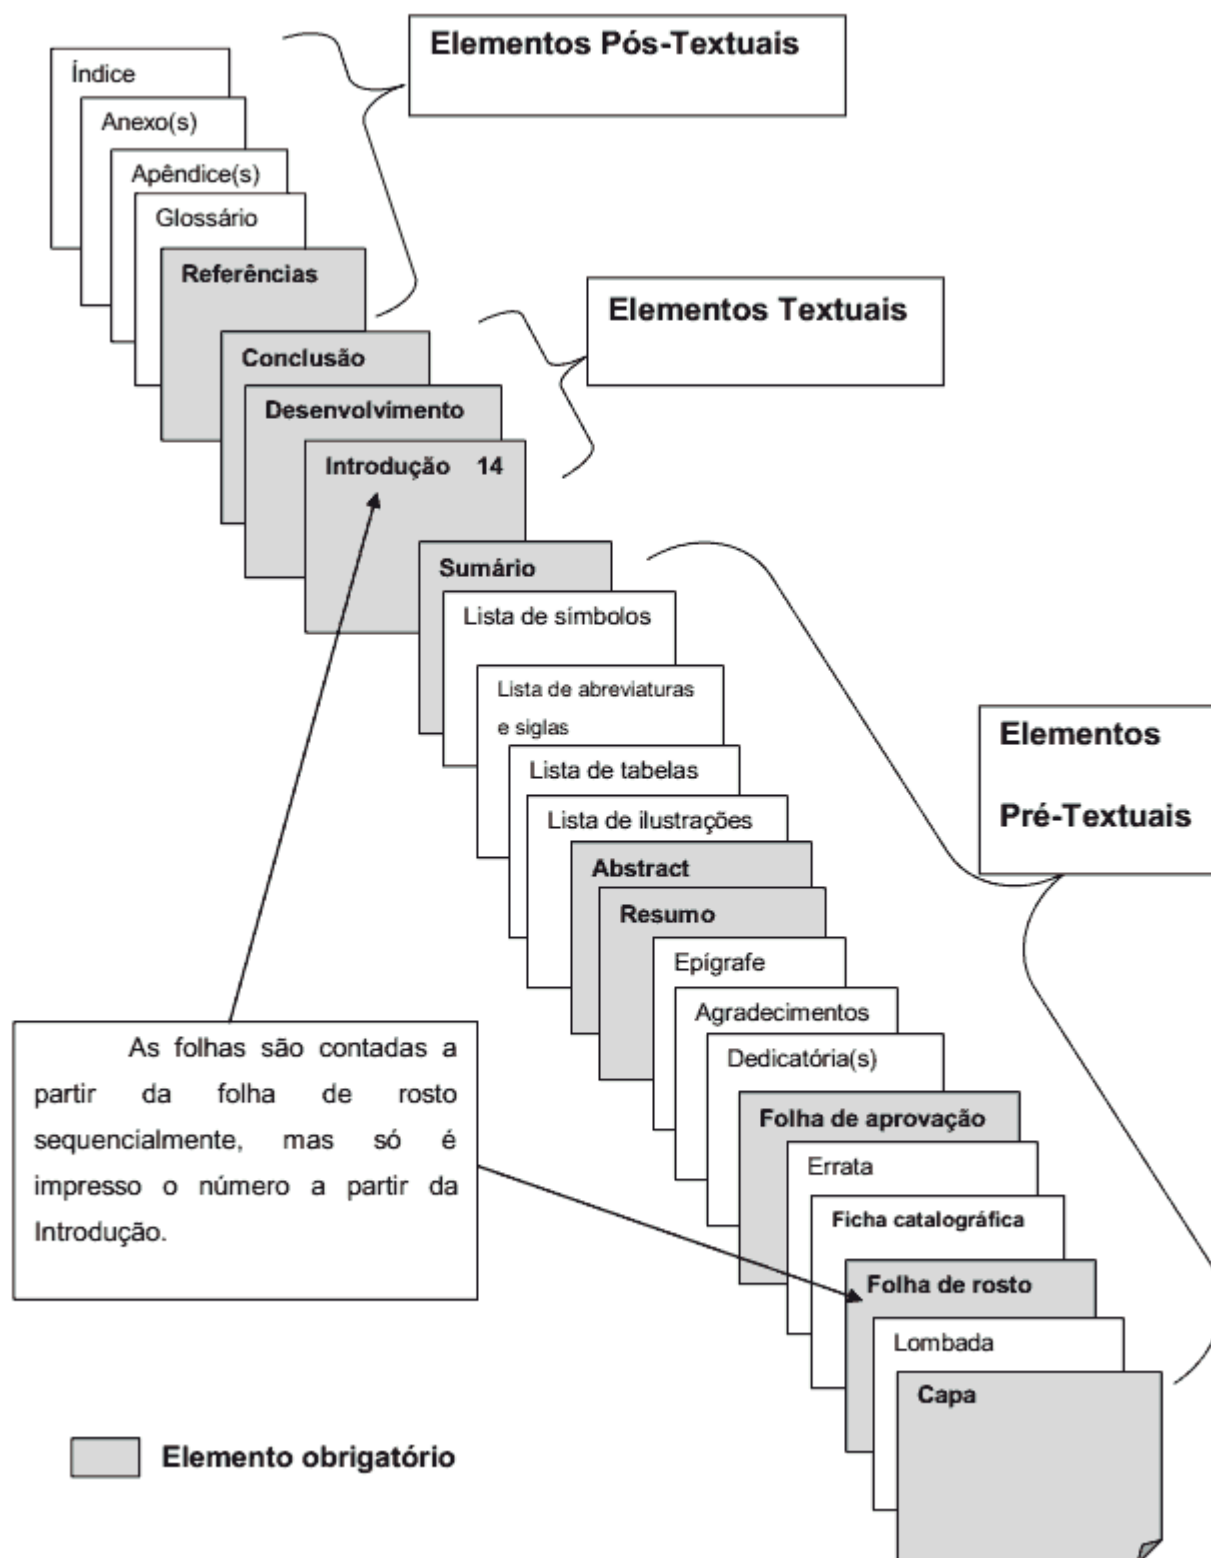 Elementos Pós-Textuais
Índice
Anexo(s)
Apêndice(s)
Glossário
Referências
Elementos Textuais
Conclusão
Desenvolvimento
Introdução 14
Sumário
Lista de símbolos
Lista de abreviaturas
e siglas
Elementos
Pré-Textuais
Lista de tabelas
Lista de ilustrações
Abstract
Resumo
Epígrafe
Agradecimentos
Dedicatória(s)
Folha de aprovação
Errata
Ficha catalográfica
Folha de rosto
Lombada
Capa
As folhas são contadas a
partir da folha de rosto
sequencialmente, mas só é
impresso o número a partir da
Introdução.
Elemento obrigatório